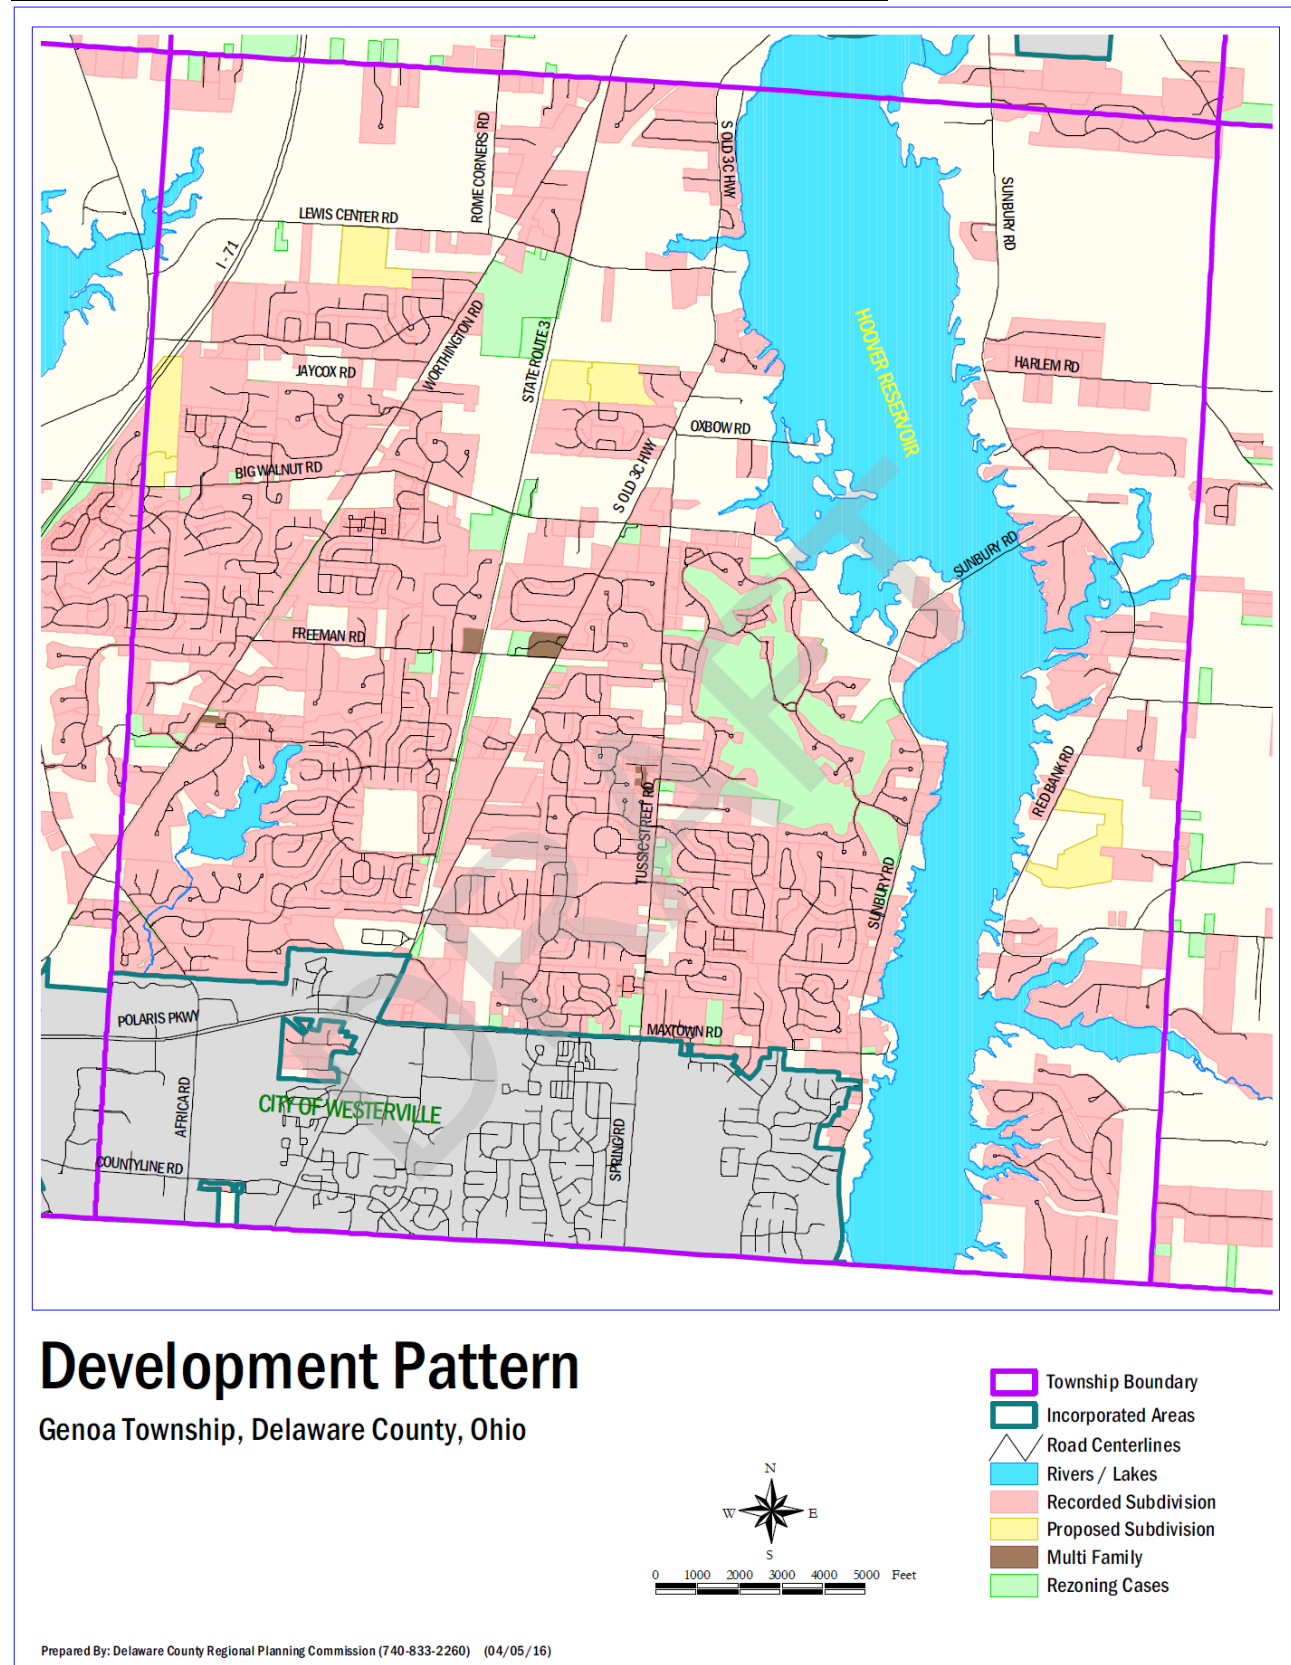 ROME CORNERS RD
S OLD 3C HWY
SUNBURY RD
LEWIS CENTER RD
I - 71
WORTHINGTON RD
STATE ROUTE 3
HOOVER RESERVOIR
JAYCOX RD
HARLEM RD
OXBOW RD
S OLD 3C HWY
BIG WALNUT RD
SUNBURY RD
FREEMAN RD
RED BANK RD
TUSSIC STREET RD
SUNBURY RD
DRAFT
POLARIS PKWY
MAXTOWN RD
AFRICA RD
CITY OF WESTERVILLE
SPRING RD
COUNTYLINE RD
Development Pattern
Genoa Township, Delaware County, Ohio
Township Boundary
Incorporated Areas
Road Centerlines
Rivers / Lakes
Recorded Subdivision
Proposed Subdivision
Multi Family
Rezoning Cases
N
W E
S
0 1000 2000 3000 4000 5000 Feet
Prepared By: Delaware County Regional Planning Commission (740-833-2260) (04/05/16)